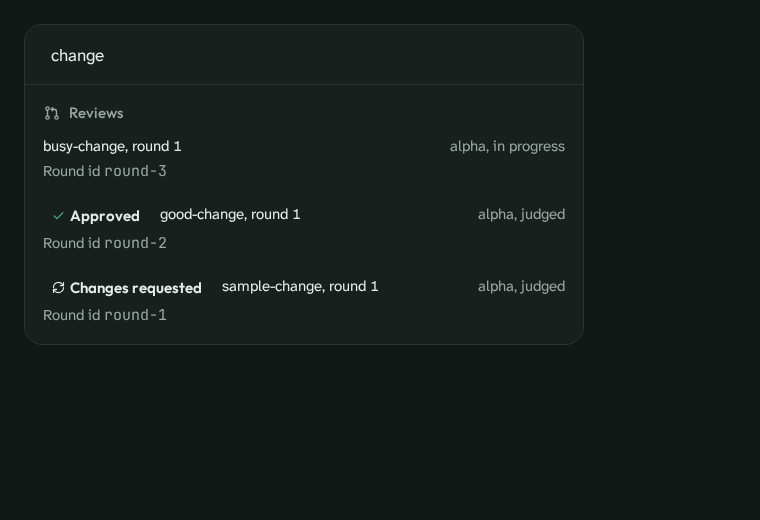 change
Reviews
busy-change, round 1 alpha, in progress
Round id round-3
Approved good-change, round 1 alpha, judged
Round id round-2
Changes requested sample-change, round 1 alpha, judged
Round id round-1